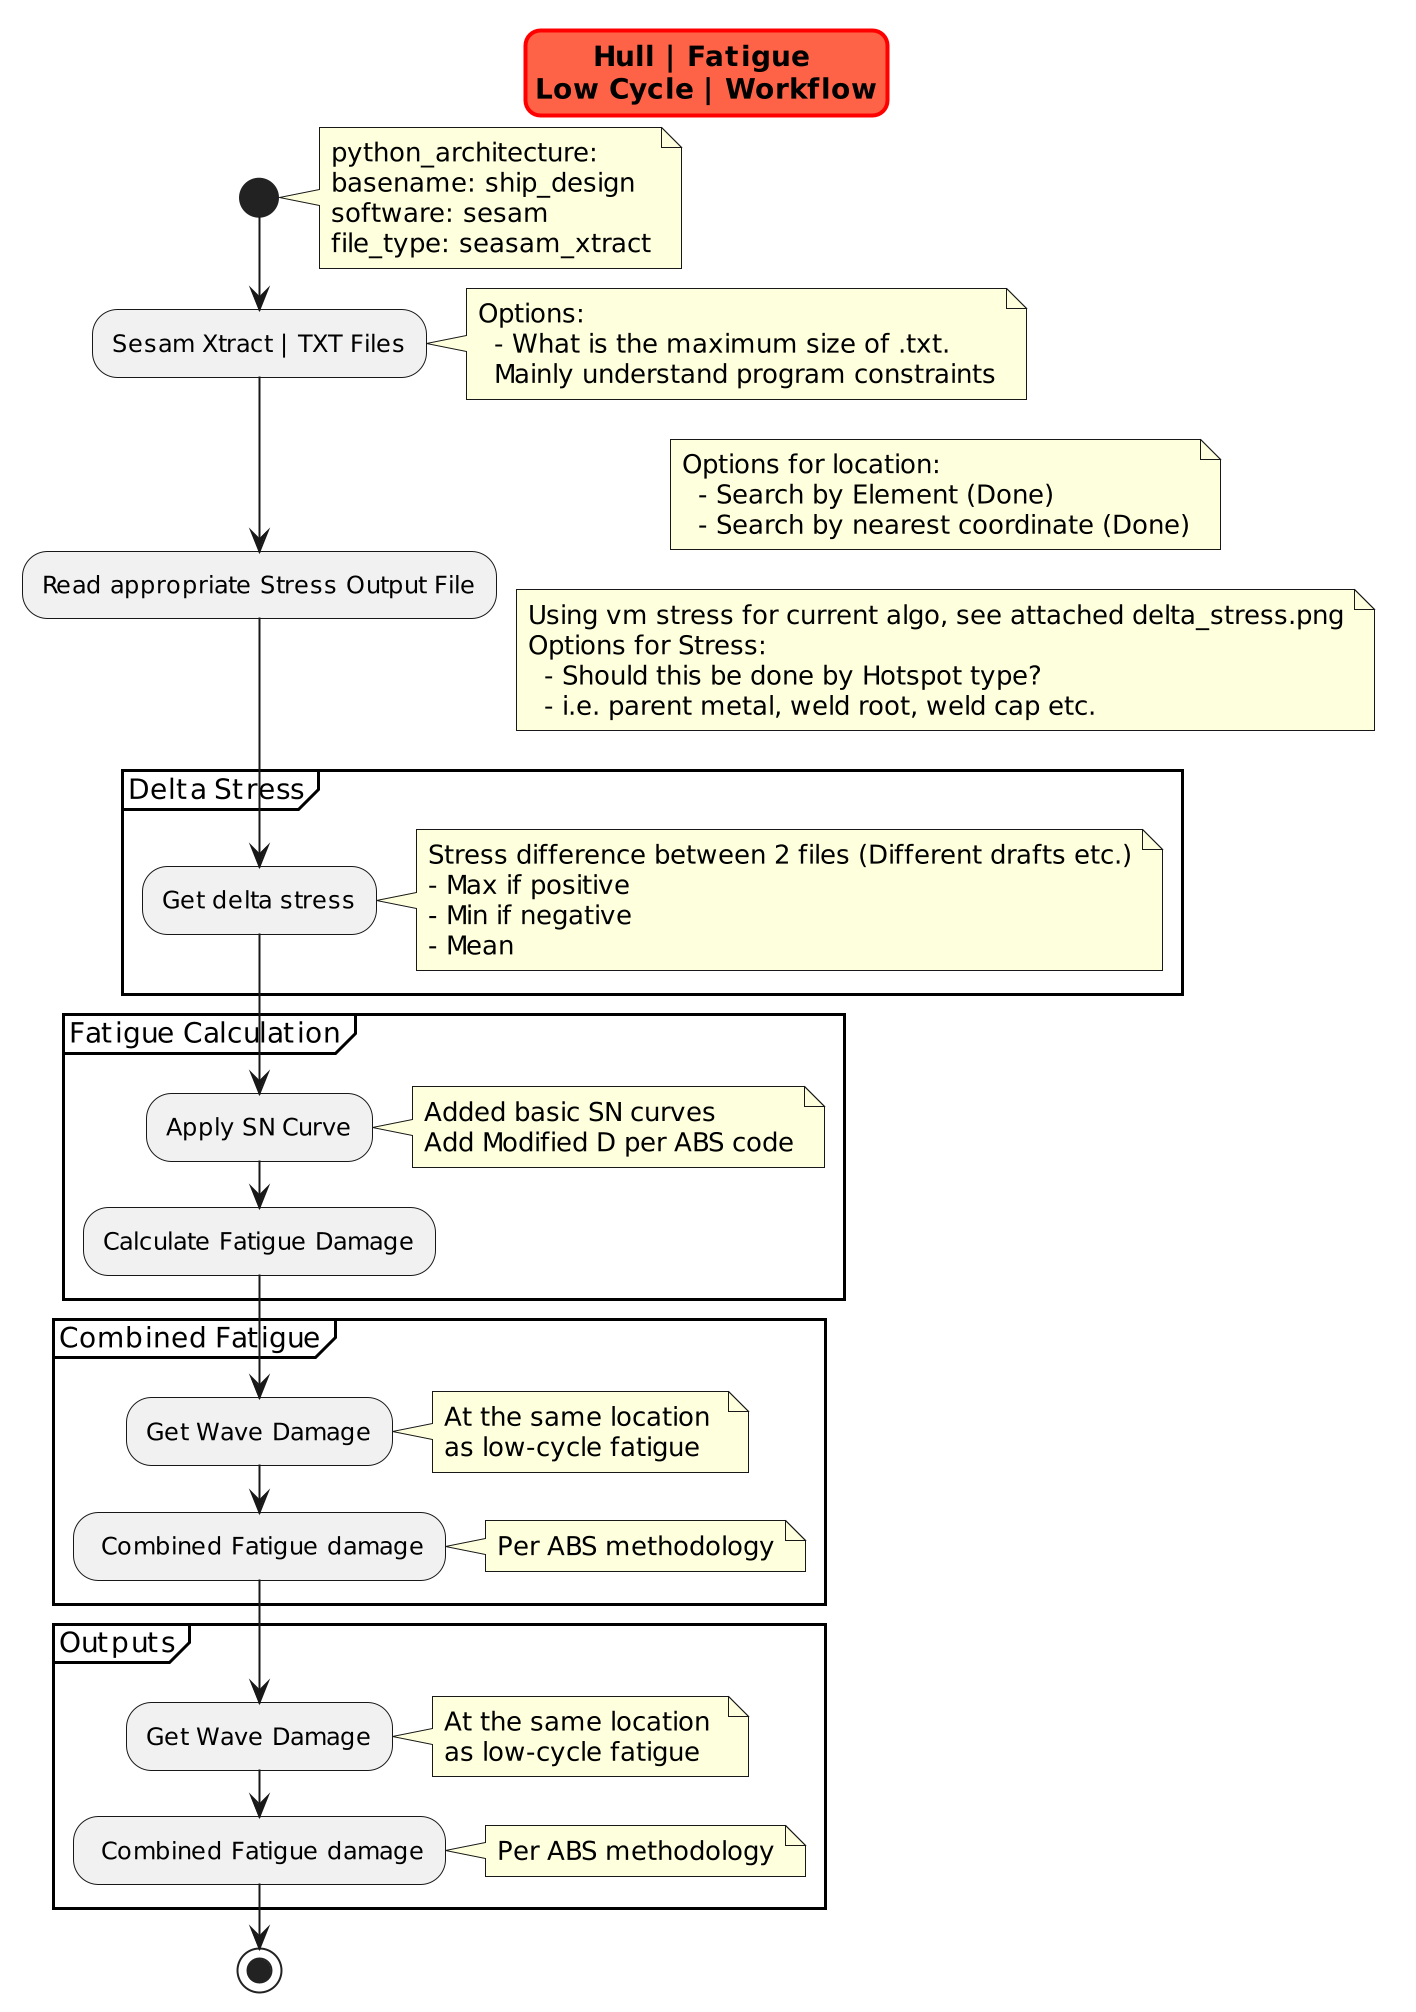 Hull | Fatigue
Low Cycle | Workflow
python_architecture:
basename: ship_design
software: sesam
file_type: seasam_xtract
Sesam Xtract | TXT Files
Options:
- What is the maximum size of .txt.
Mainly understand program constraints
Options for location:
- Search by Element (Done)
- Search by nearest coordinate (Done)
Read appropriate Stress Output File
Using vm stress for current algo, see attached delta_stress.png
Options for Stress:
- Should this be done by Hotspot type?
- i.e. parent metal, weld root, weld cap etc.
Delta Stress
Get delta stress
Stress difference between 2 files (Different drafts etc.)
- Max if positive
- Min if negative
- Mean
Fatigue Calculation
Apply SN Curve
Added basic SN curves
Add Modified D per ABS code
Calculate Fatigue Damage
Combined Fatigue
Get Wave Damage
At the same location
as low-cycle fatigue
Combined Fatigue damage
Per ABS methodology
Outputs
Get Wave Damage
At the same location
as low-cycle fatigue
Combined Fatigue damage
Per ABS methodology